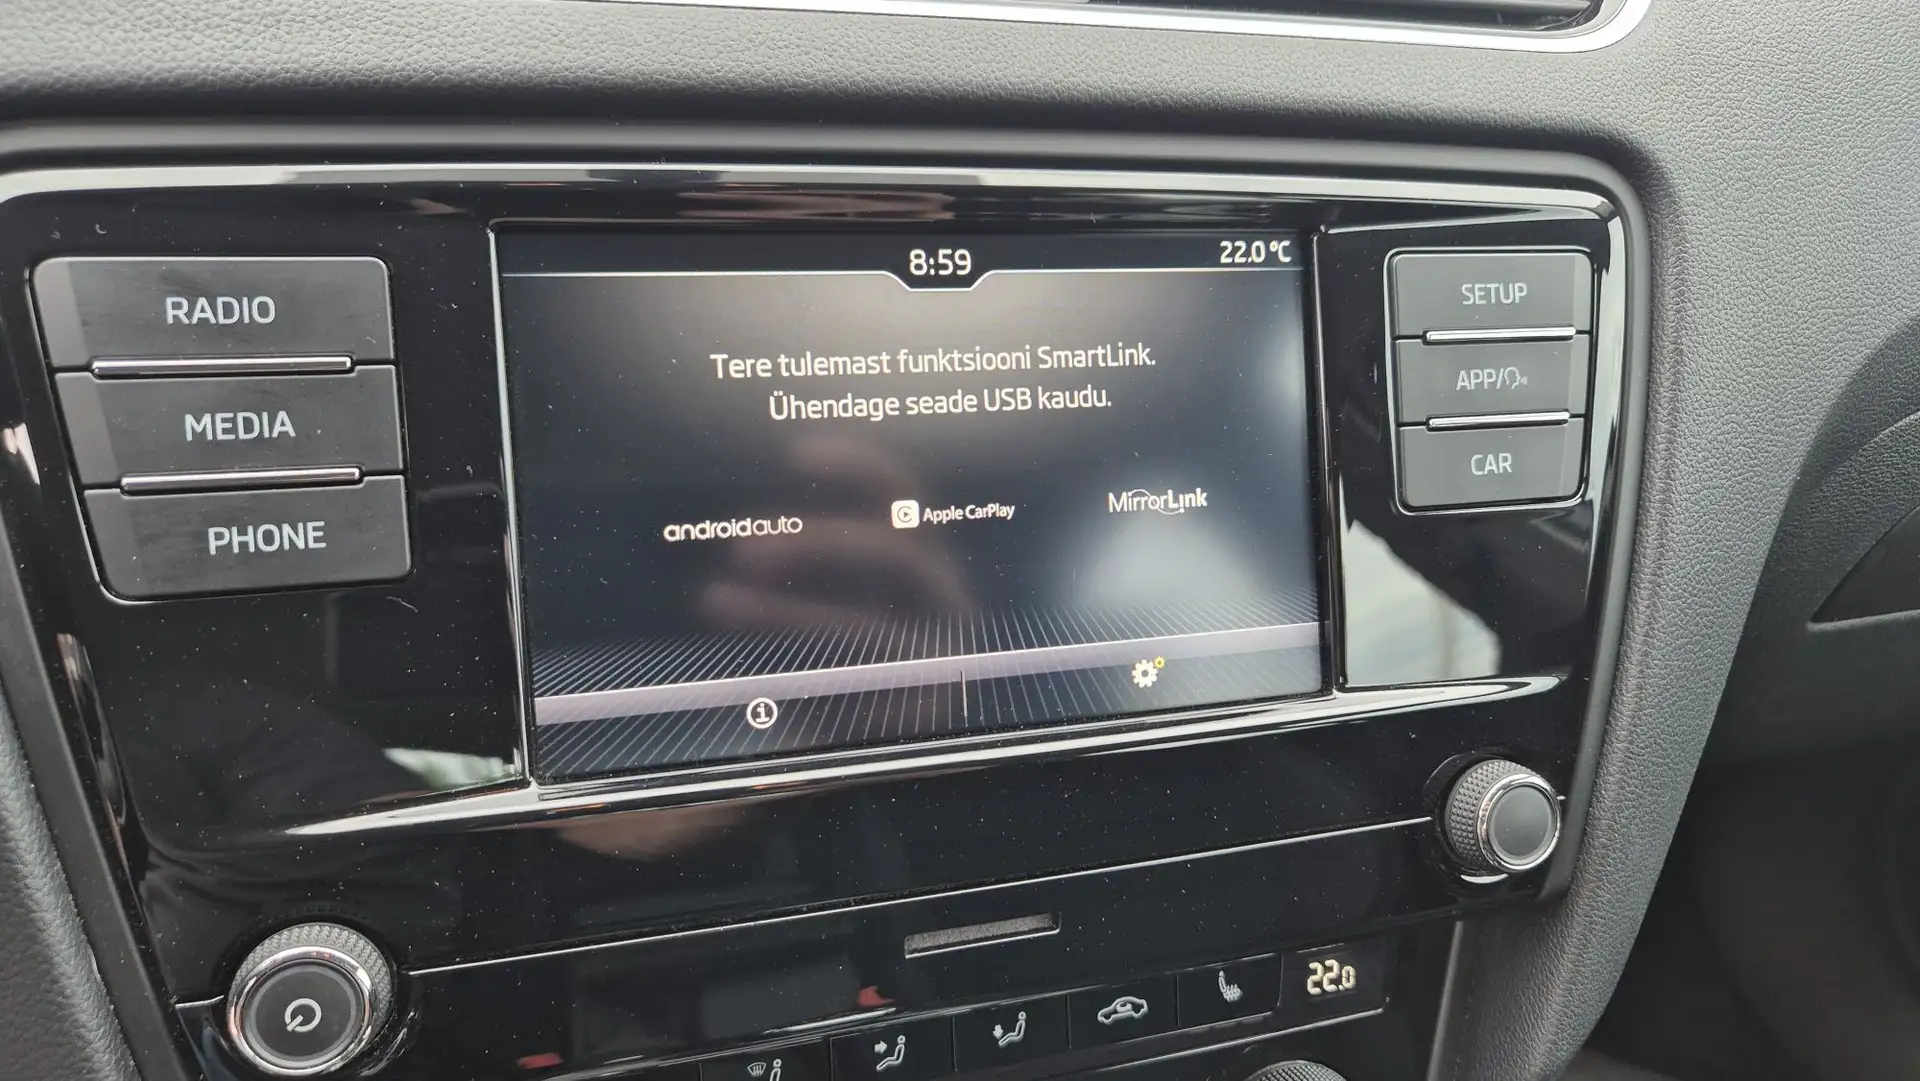 8:59
22.0°C
RADIO
MEDIA
PHONE
Tere tulemast funktsiooni SmartLink.
Ühendage seade USB kaudu.
androidauto
Apple CarPlay
MirrorLink
SETUP
APP/
CAR
22.0